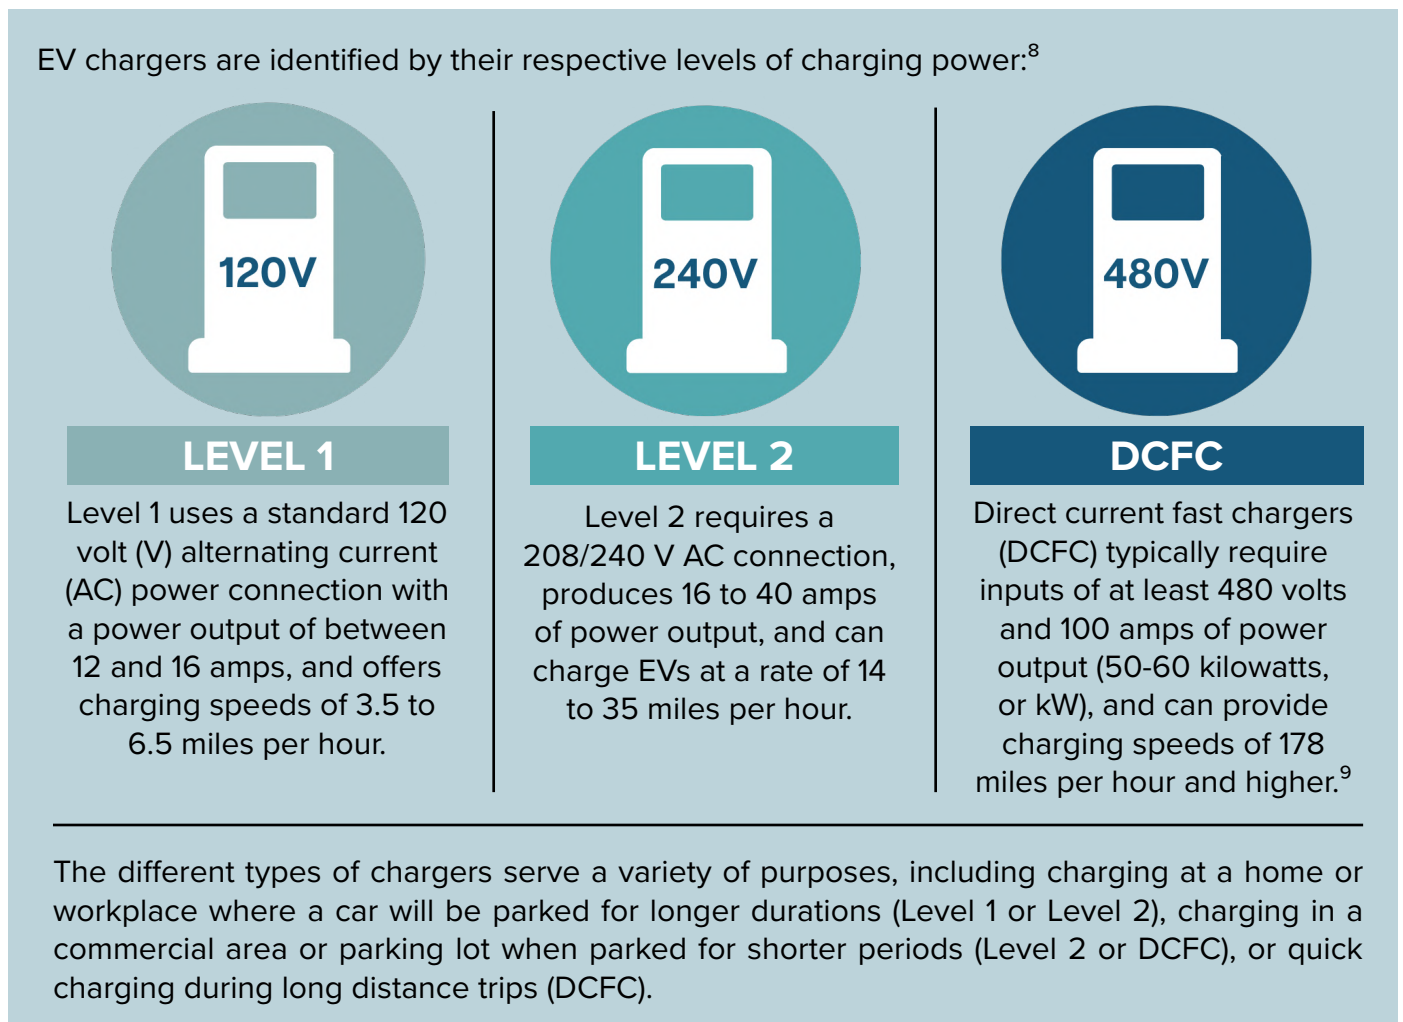 EV chargers are identified by their respective levels of charging power:⁸
120V
LEVEL 1
Level 1 uses a standard 120
volt (V) alternating current
(AC) power connection with
a power output of between
12 and 16 amps, and offers
charging speeds of 3.5 to
6.5 miles per hour.
240V
LEVEL 2
Level 2 requires a
208/240 V AC connection,
produces 16 to 40 amps
of power output, and can
charge EVs at a rate of 14
to 35 miles per hour.
480V
DCFC
Direct current fast chargers
(DCFC) typically require
inputs of at least 480 volts
and 100 amps of power
output (50-60 kilowatts,
or kW), and can provide
charging speeds of 178
miles per hour and higher.⁹
The different types of chargers serve a variety of purposes, including charging at a home or
workplace where a car will be parked for longer durations (Level 1 or Level 2), charging in a
commercial area or parking lot when parked for shorter periods (Level 2 or DCFC), or quick
charging during long distance trips (DCFC).